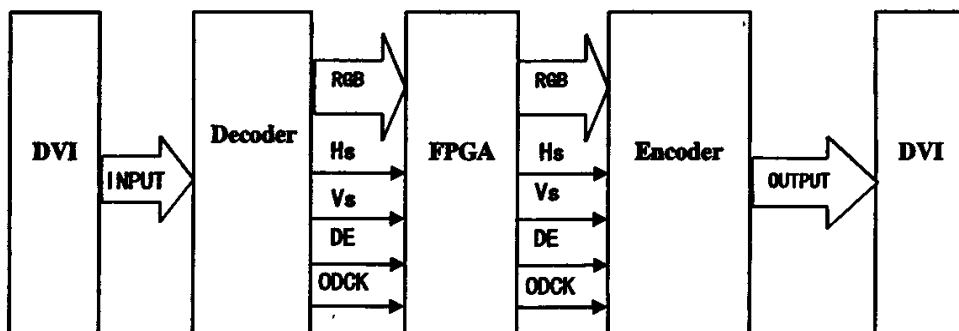 DVI
INPUT
Decoder
RGB
Hs
Vs
DE
ODCK
FPGA
RGB
Hs
Vs
DE
ODCK
Encoder
OUTPUT
DVI